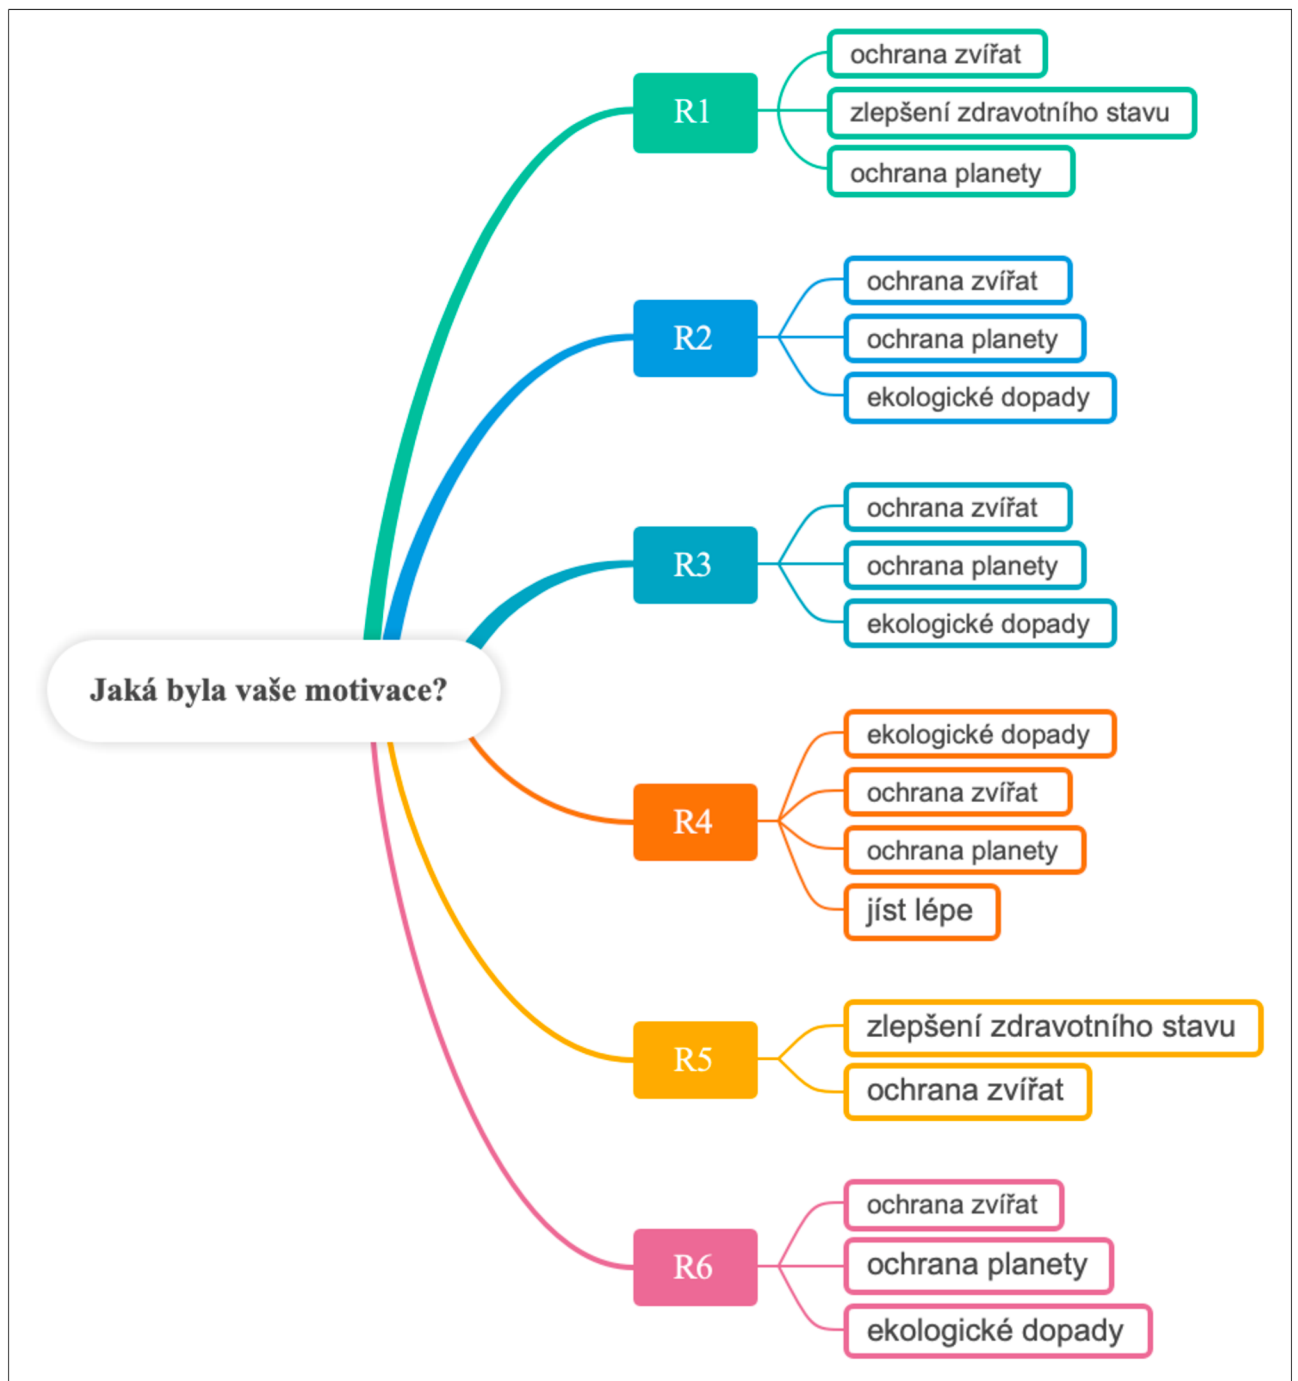 Jaká byla vaše motivace?
R1
ochrana zvířat
zlepšení zdravotního stavu
ochrana planety
R2
ochrana zvířat
ochrana planety
ekologické dopady
R3
ochrana zvířat
ochrana planety
ekologické dopady
R4
ekologické dopady
ochrana zvířat
ochrana planety
jíst lépe
R5
zlepšení zdravotního stavu
ochrana zvířat
R6
ochrana zvířat
ochrana planety
ekologické dopady